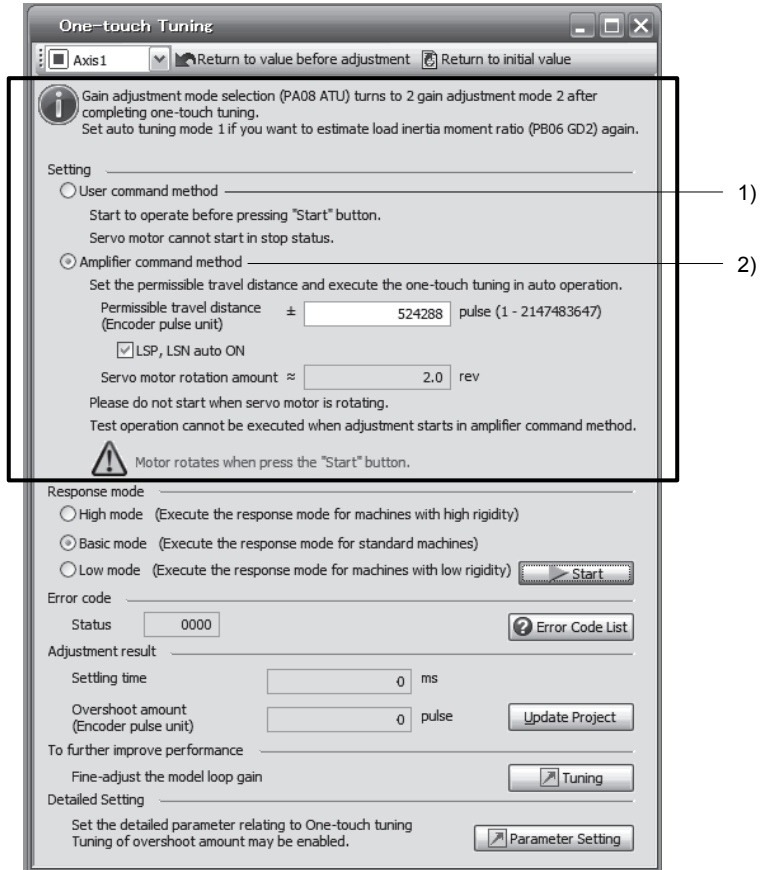 One-touch Tuning
Axis1 Return to value before adjustment Return to initial value
Gain adjustment mode selection (PA08 ATU) turns to 2 gain adjustment mode 2 after
completing one-touch tuning.
Set auto tuning mode 1 if you want to estimate load inertia moment ratio (PB06 GD2) again.
Setting
User command method 1)
Start to operate before pressing "Start" button.
Servo motor cannot start in stop status.
Amplifier command method 2)
Set the permissible travel distance and execute the one-touch tuning in auto operation.
Permissible travel distance
(Encoder pulse unit) ± 524288 pulse (1 - 2147483647)
LSP, LSN auto ON
Servo motor rotation amount ≈ 2.0 rev
Please do not start when servo motor is rotating.
Test operation cannot be executed when adjustment starts in amplifier command method.
Motor rotates when press the "Start" button.
Response mode
High mode (Execute the response mode for machines with high rigidity)
Basic mode (Execute the response mode for standard machines)
Low mode (Execute the response mode for machines with low rigidity) Start
Error code
Status 0000 Error Code List
Adjustment result
Settling time 0 ms
Overshoot amount
(Encoder pulse unit) 0 pulse Update Project
To further improve performance
Fine-adjust the model loop gain Tuning
Detailed Setting
Set the detailed parameter relating to One-touch tuning
Tuning of overshoot amount may be enabled. Parameter Setting